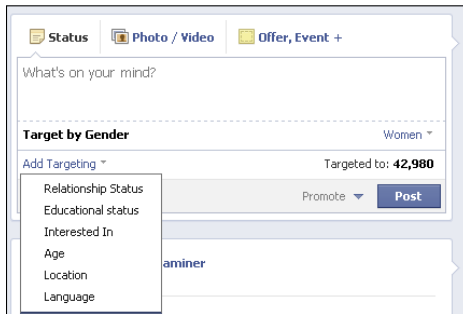 Status Photo / Video Offer, Event +
What's on your mind?
Target by Gender Women
Add Targeting Targeted to: 42,980
Relationship Status
Promote Post
Educational status
Interested In
Age
aminer
Location
Language